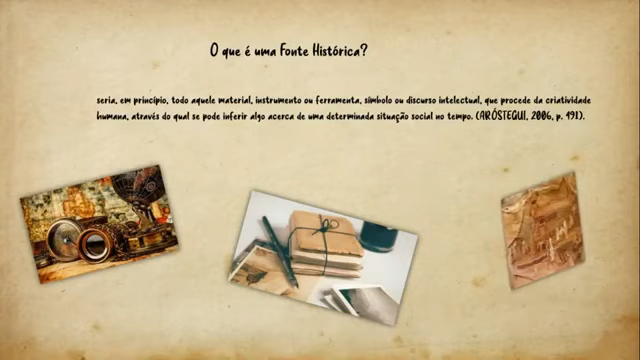 O que é uma Fonte Histórica?
seria, em princípio, todo aquele material, instrumento ou ferramenta, símbolo ou discurso intelectual, que procede da criatividade
humana, através do qual se pode inferir algo acerca de uma determinada situação social no tempo. (ARÓSTEGUI, 2006, p. 491).